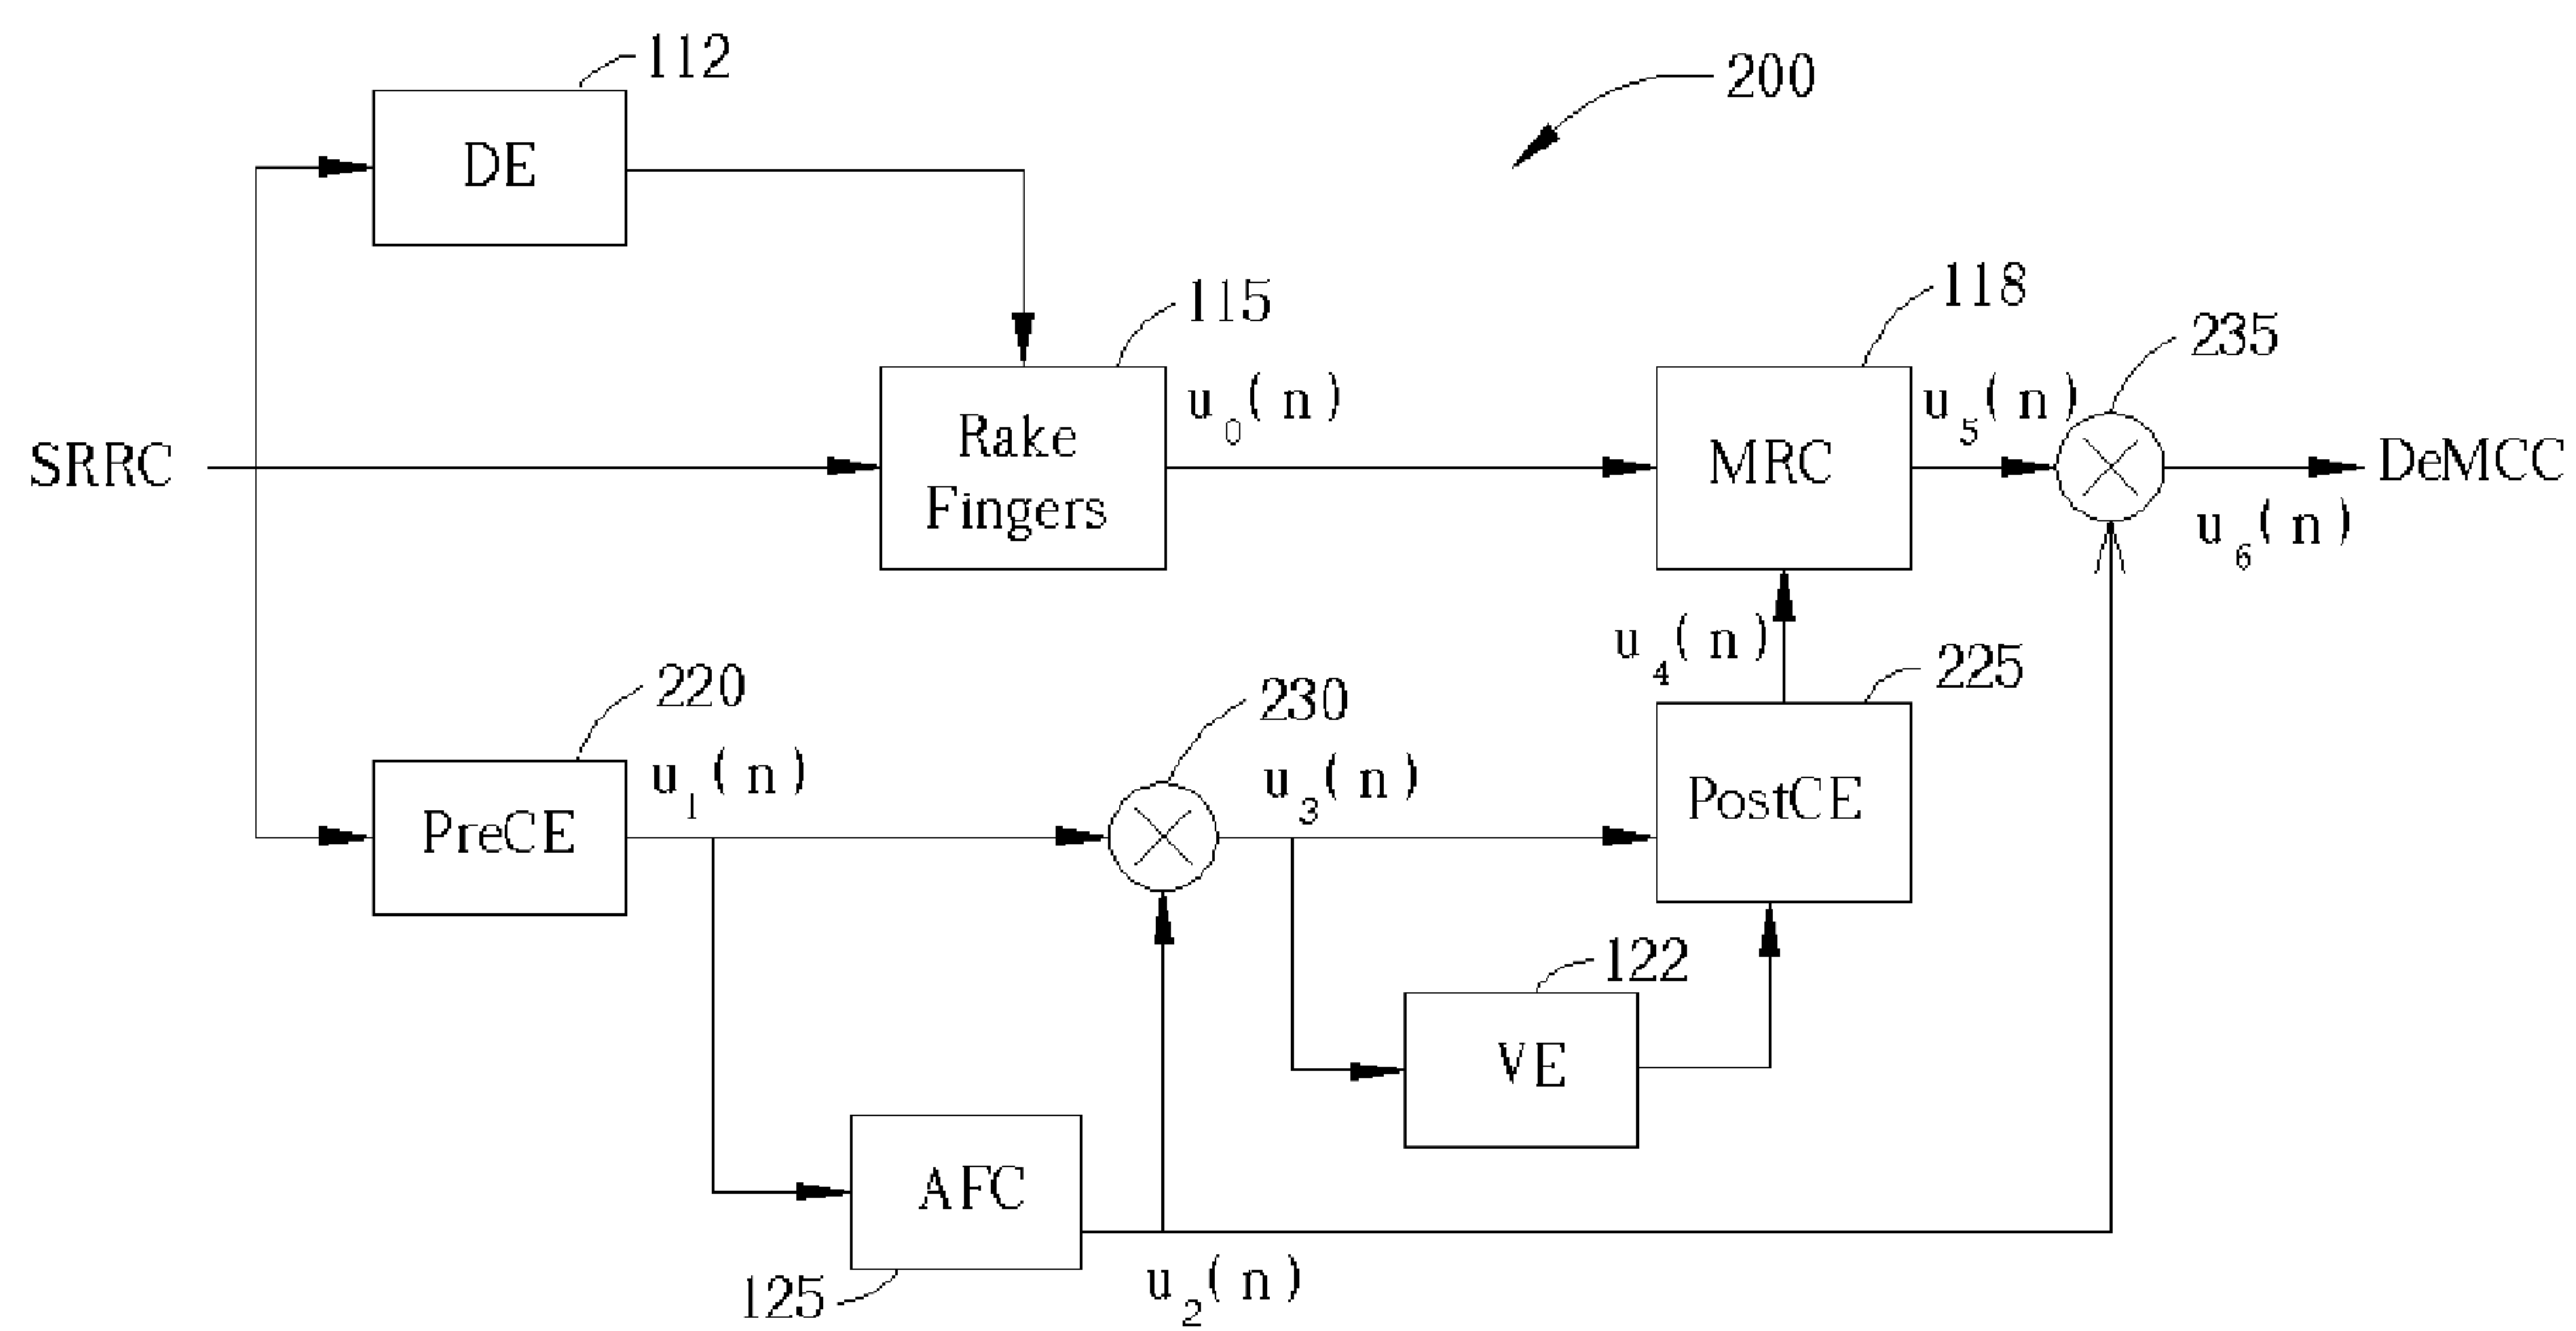 112
DE
200
115
118
235
u0(n)
u5(n)
SRRC
Rake
Fingers
MRC
DeMCC
u6(n)
u4(n)
220
230
225
u1(n)
u3(n)
PreCE
PostCE
122
VE
AFC
125
u2(n)